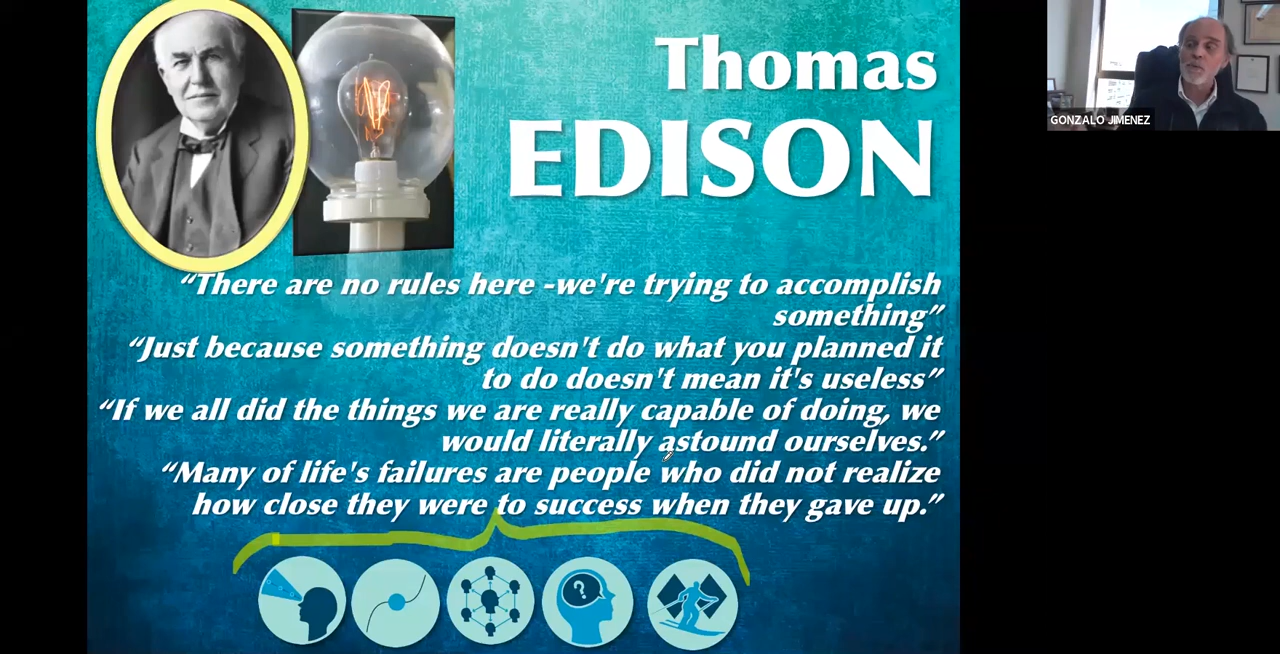 Thomas
EDISON
GONZALO JIMENEZ
“There are no rules here -we're trying to accomplish
something”
“Just because something doesn't do what you planned it
to do doesn't mean it's useless”
“If we all did the things we are really capable of doing, we
would literally astound ourselves.”
“Many of life's failures are people who did not realize
how close they were to success when they gave up.”
?